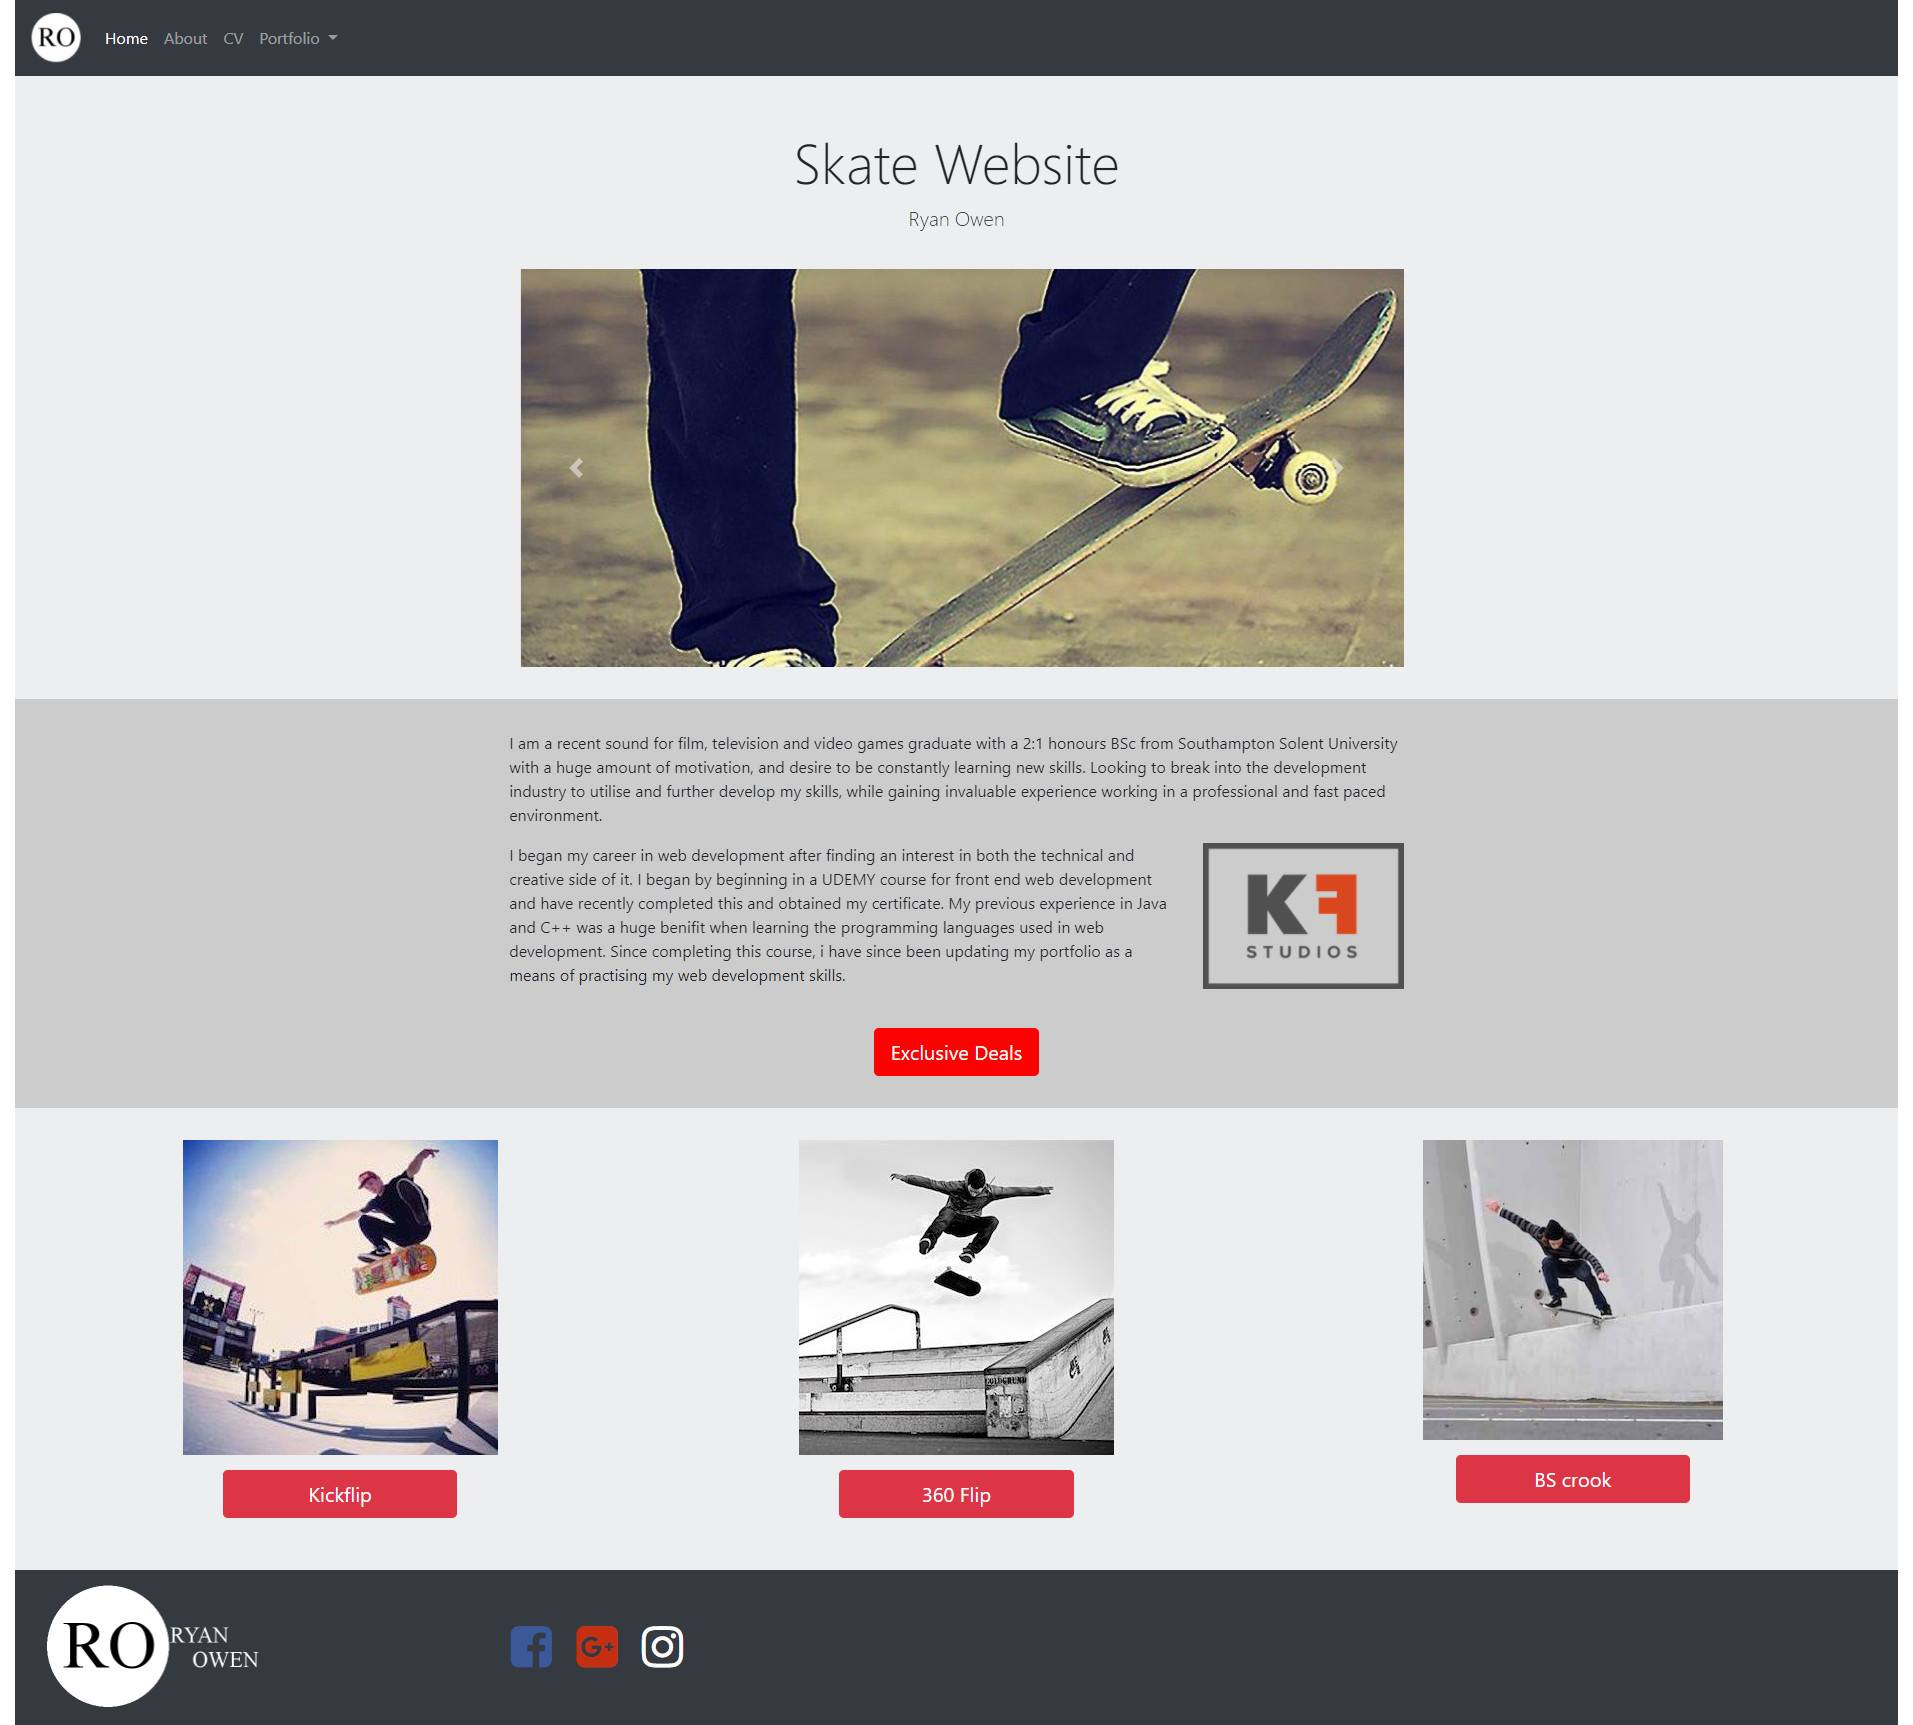 RO
Home About CV Portfolio
Skate Website
Ryan Owen
I am a recent sound for film, television and video games graduate with a 2:1 honours BSc from Southampton Solent University
with a huge amount of motivation, and desire to be constantly learning new skills. Looking to break into the development
industry to utilise and further develop my skills, while gaining invaluable experience working in a professional and fast paced
environment.
I began my career in web development after finding an interest in both the technical and
creative side of it. I began by beginning in a UDEMY course for front end web development
and have recently completed this and obtained my certificate. My previous experience in Java
and C++ was a huge benifit when learning the programming languages used in web
development. Since completing this course, i have since been updating my portfolio as a
means of practising my web development skills.
KF
STUDIOS
Exclusive Deals
Kickflip
360 Flip
BS crook
RO
RYAN
OWEN
G+